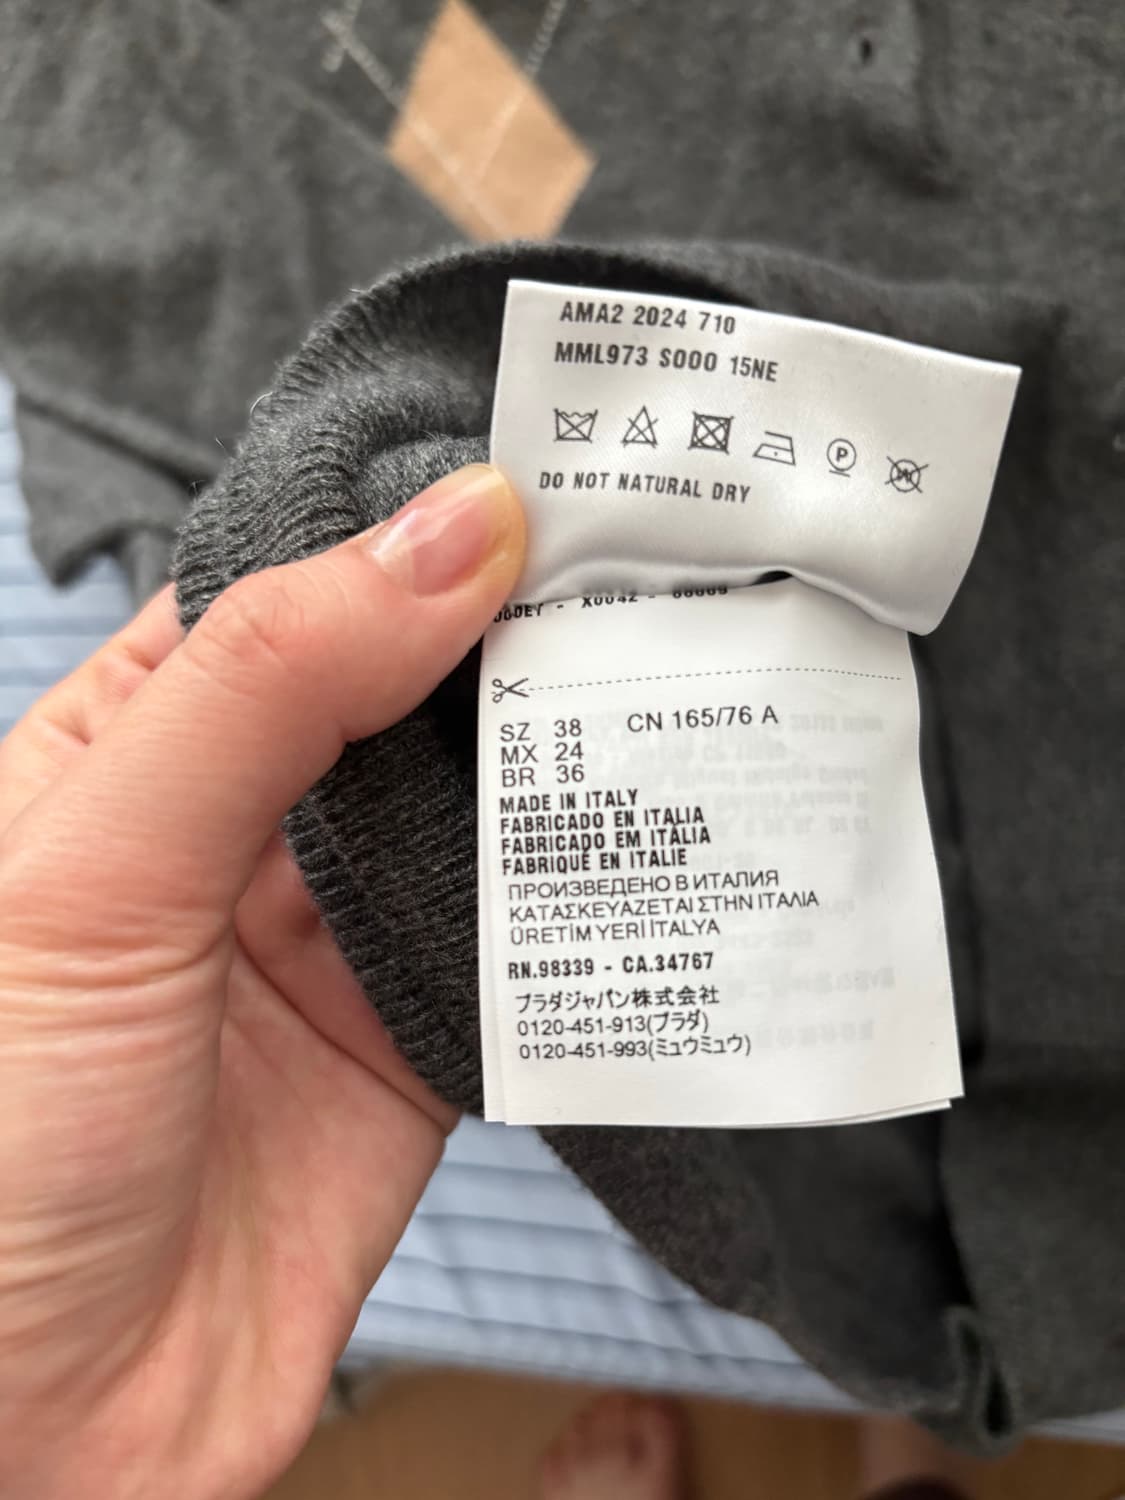 AMA2 2024 710
MML973 S000 15NE
P W
DO NOT NATURAL DRY
- X0042 -
SZ 38 CN 165/76 A
MX 24
BR 36
MADE IN ITALY
FABRICADO EN ITALIA
FABRICADO EM ITÁLIA
FABRIQUÉ EN ITALIE
ПРОИЗВЕДЕНО В ИТАЛИЯ
ΚΑΤΑΣΚΕΥΑΖΕΤΑΙ ΣΤΗΝ ΙΤΑΛΙΑ
ÜRETİM YERİ İTALYA
RN.98339 - CA.34767
プラダジャパン株式会社
0120-451-913(プラダ)
0120-451-993(ミュウミュウ)